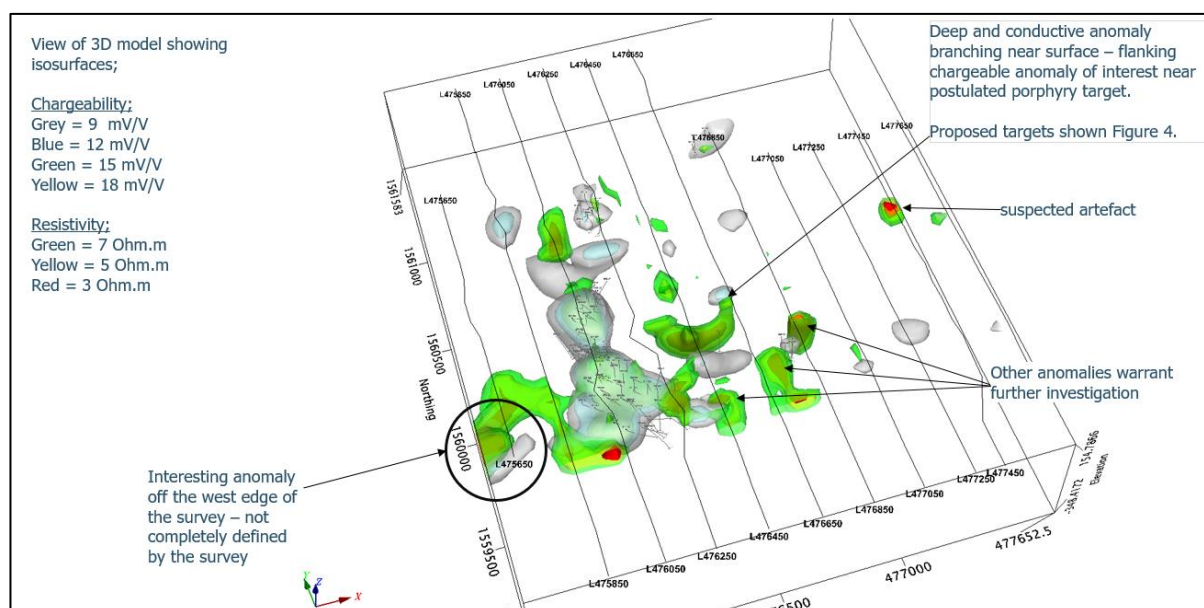 View of 3D model showing
isosurfaces;
Chargeability;
Grey = 9 mV/V
Blue = 12 mV/V
Green = 15 mV/V
Yellow = 18 mV/V
Resistivity;
Green = 7 Ohm.m
Yellow = 5 Ohm.m
Red = 3 Ohm.m
Deep and conductive anomaly
branching near surface – flanking
chargeable anomaly of interest near
postulated porphyry target.
Proposed targets shown Figure 4.
suspected artefact
Other anomalies warrant
further investigation
Interesting anomaly
off the west edge of
the survey – not
completely defined
by the survey
L475650
L475850
L476050
L476250
L476450
L476650
L476850
L477050
L477250
L477450
L477650
1561583
1561000
1560500
Northing
1560000
1559500
L475650
L475850
L476050
L476250
L476450
L476650
L476850
L477050
L477250
L477450
154.7866
Elevation
-348.4172
477652.5
477000
6500
Y
Z
X